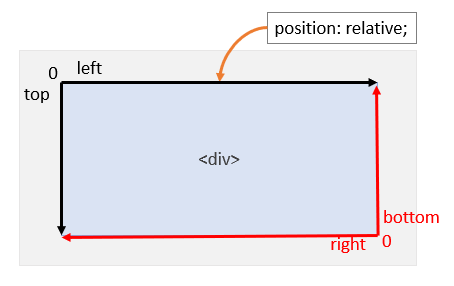 position: relative;
0 left
top
<div>
bottom
right 0